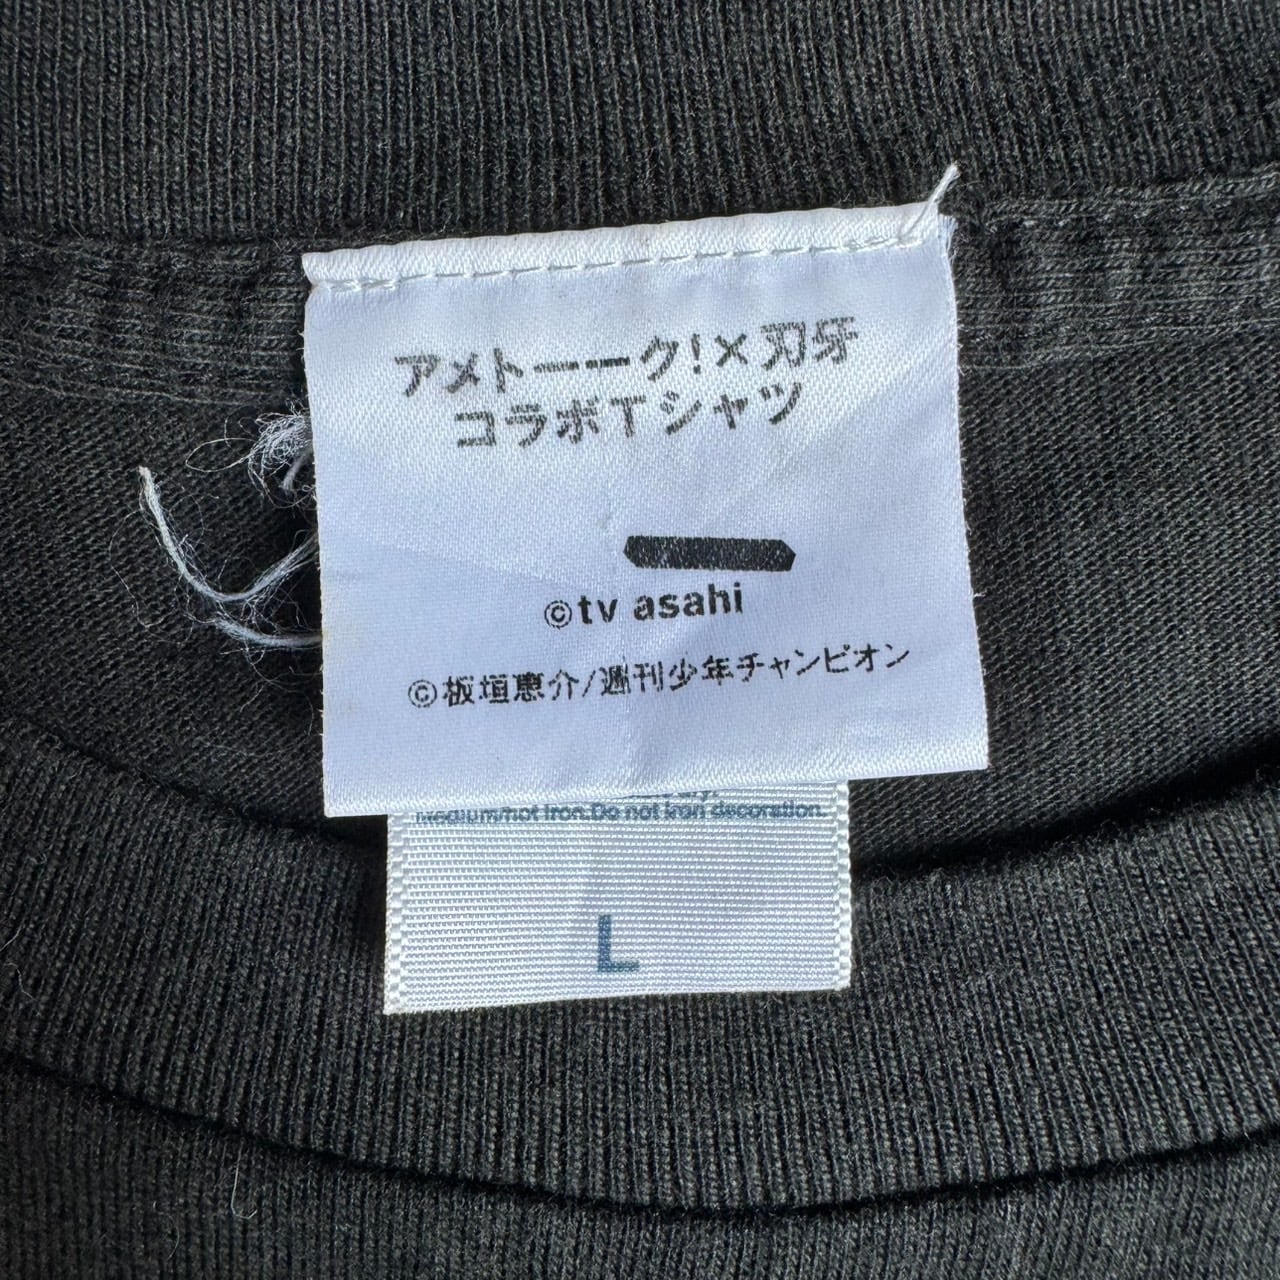 アメトーーク!×刃牙
コラボTシャツ
©tv asahi
©板垣恵介/週刊少年チャンピオン
Medium/hot iron.Do not iron decoration.
L